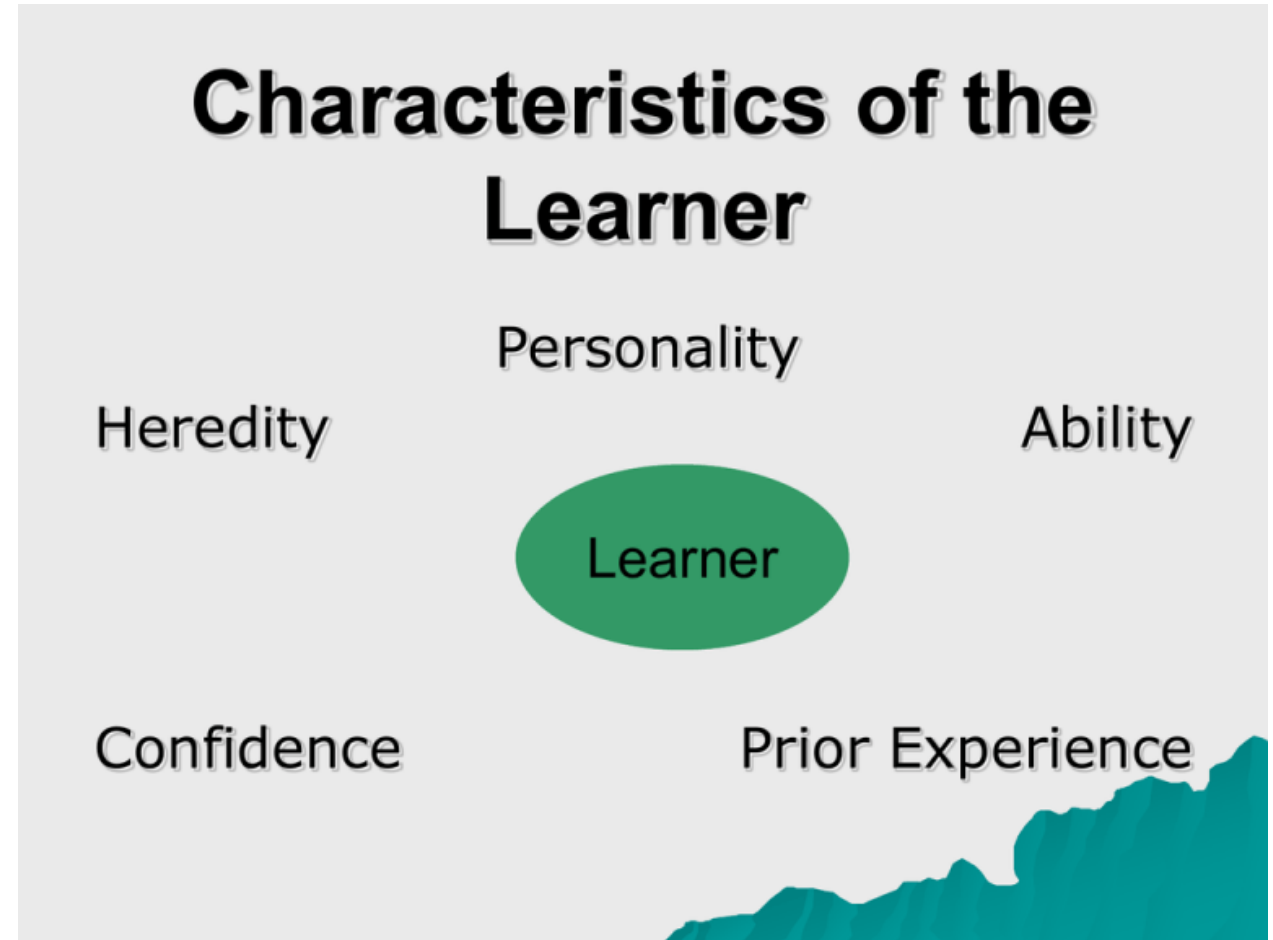 Characteristics of the
Learner
Personality
Heredity
Ability
Learner
Confidence
Prior Experience